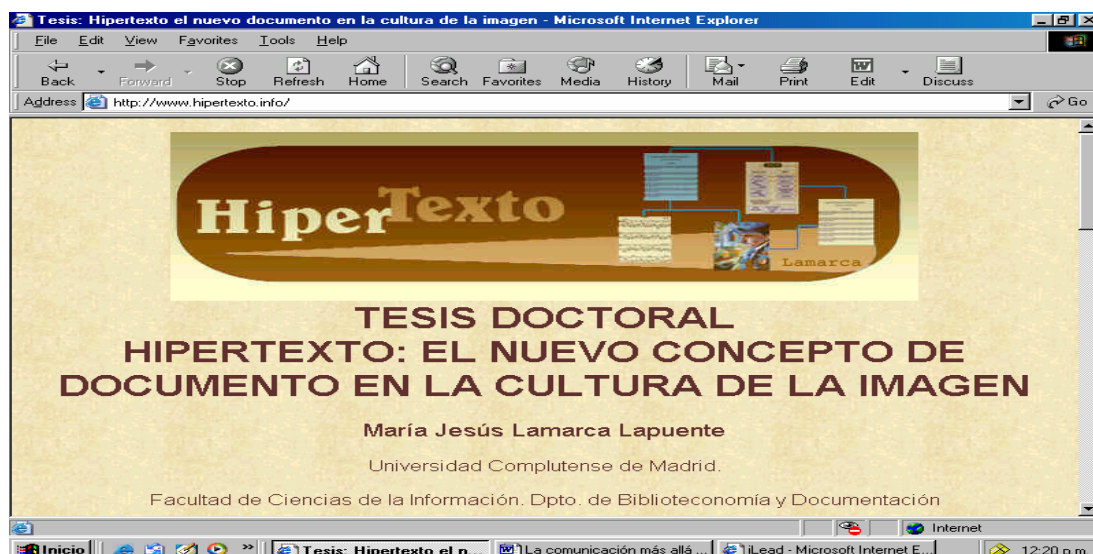 Tesis: Hipertexto el nuevo documento en la cultura de la imagen - Microsoft Internet Explorer
File Edit View Favorites Tools Help
Back Forward Stop Refresh Home Search Favorites Media History Mail Print Edit Discuss
Address http://www.hipertexto.info/ Go
HiperTexto
Lamarca
TESIS DOCTORAL
HIPERTEXTO: EL NUEVO CONCEPTO DE
DOCUMENTO EN LA CULTURA DE LA IMAGEN
María Jesús Lamarca Lapuente
Universidad Complutense de Madrid.
Facultad de Ciencias de la Información. Dpto. de Biblioteconomía y Documentación
Internet
Inicio » Tesis: Hipertexto el n... La comunicación más allá ... iLead - Microsoft Internet E... 12:20 p.m.